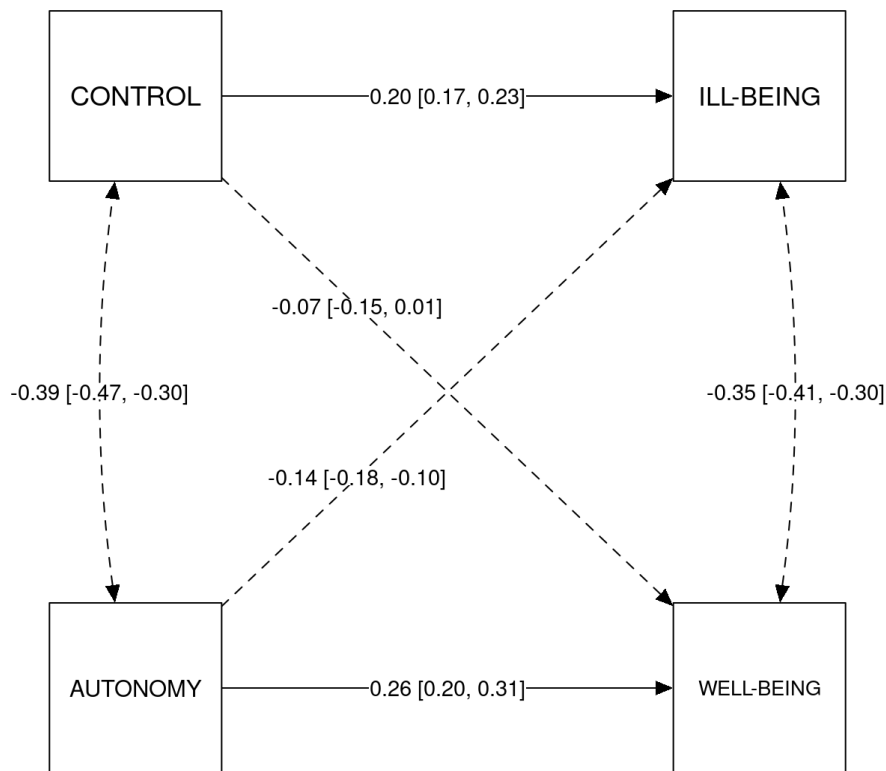 CONTROL
0.20 [0.17, 0.23]
ILL-BEING
-0.07 [-0.15, 0.01]
-0.39 [-0.47, -0.30]
-0.35 [-0.41, -0.30]
-0.14 [-0.18, -0.10]
AUTONOMY
0.26 [0.20, 0.31]
WELL-BEING